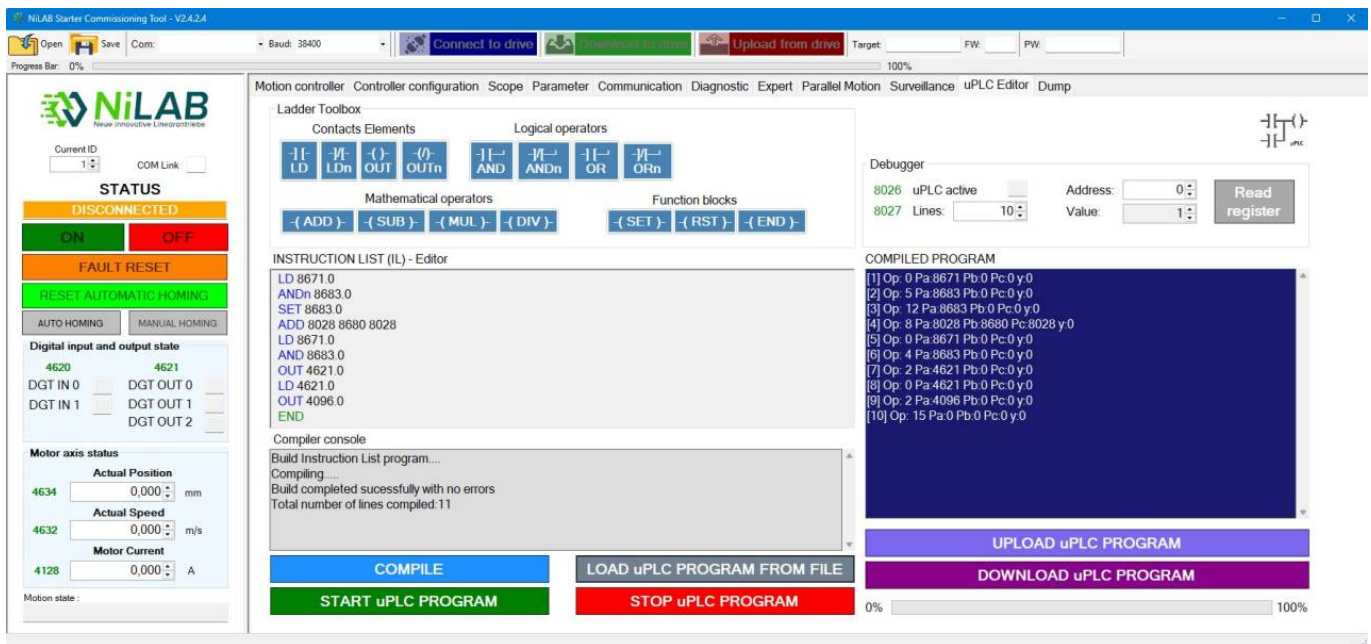 NiLAB Starter Commissioning Tool - V2.4.2.4
Open Save Com: Baud: 38400 Connect to drive Download to drive Upload from drive Target: FW: PW:
Progress Bar: 0% 100%
Motion controller Controller configuration Scope Parameter Communication Diagnostic Expert Parallel Motion Surveillance uPLC Editor Dump
NiLAB
Neue innovative Linearantriebe
Current ID
1 COM Link
STATUS
DISCONNECTED
ON OFF
FAULT RESET
RESET AUTOMATIC HOMING
AUTO HOMING MANUAL HOMING
Digital input and output state
4620 4621
DGT IN 0 DGT OUT 0
DGT IN 1 DGT OUT 1
DGT OUT 2
Motor axis status
Actual Position
4634 0,000 mm
Actual Speed
4632 0,000 m/s
Motor Current
4128 0,000 A
Motion state :
Ladder Toolbox
Contacts Elements Logical operators
-] [- -]/[- -( )- -(/)- -] [- -]/[- -] [- -]/[-
LD LDn OUT OUTn AND ANDn OR ORn
Mathematical operators Function blocks
-( ADD )- -( SUB )- -( MUL )- -( DIV )- -( SET )- -( RST )- -( END )-
uPLC
Debugger
8026 uPLC active Address: 0 Read
8027 Lines: 10 Value: 1 register
INSTRUCTION LIST (IL) - Editor
LD 8671.0
ANDn 8683.0
SET 8683.0
ADD 8028 8680 8028
LD 8671.0
AND 8683.0
OUT 4621.0
LD 4621.0
OUT 4096.0
END
Compiler console
Build Instruction List program....
Compiling.....
Build completed sucessfully with no errors
Total number of lines compiled:11
COMPILE LOAD uPLC PROGRAM FROM FILE
START uPLC PROGRAM STOP uPLC PROGRAM
COMPILED PROGRAM
[1] Op: 0 Pa:8671 Pb:0 Pc:0 y:0
[2] Op: 5 Pa:8683 Pb:0 Pc:0 y:0
[3] Op: 12 Pa:8683 Pb:0 Pc:0 y:0
[4] Op: 8 Pa:8028 Pb:8680 Pc:8028 y:0
[5] Op: 0 Pa:8671 Pb:0 Pc:0 y:0
[6] Op: 4 Pa:8683 Pb:0 Pc:0 y:0
[7] Op: 2 Pa:4621 Pb:0 Pc:0 y:0
[8] Op: 0 Pa:4621 Pb:0 Pc:0 y:0
[9] Op: 2 Pa:4096 Pb:0 Pc:0 y:0
[10] Op: 15 Pa:0 Pb:0 Pc:0 y:0
UPLOAD uPLC PROGRAM
DOWNLOAD uPLC PROGRAM
0% 100%